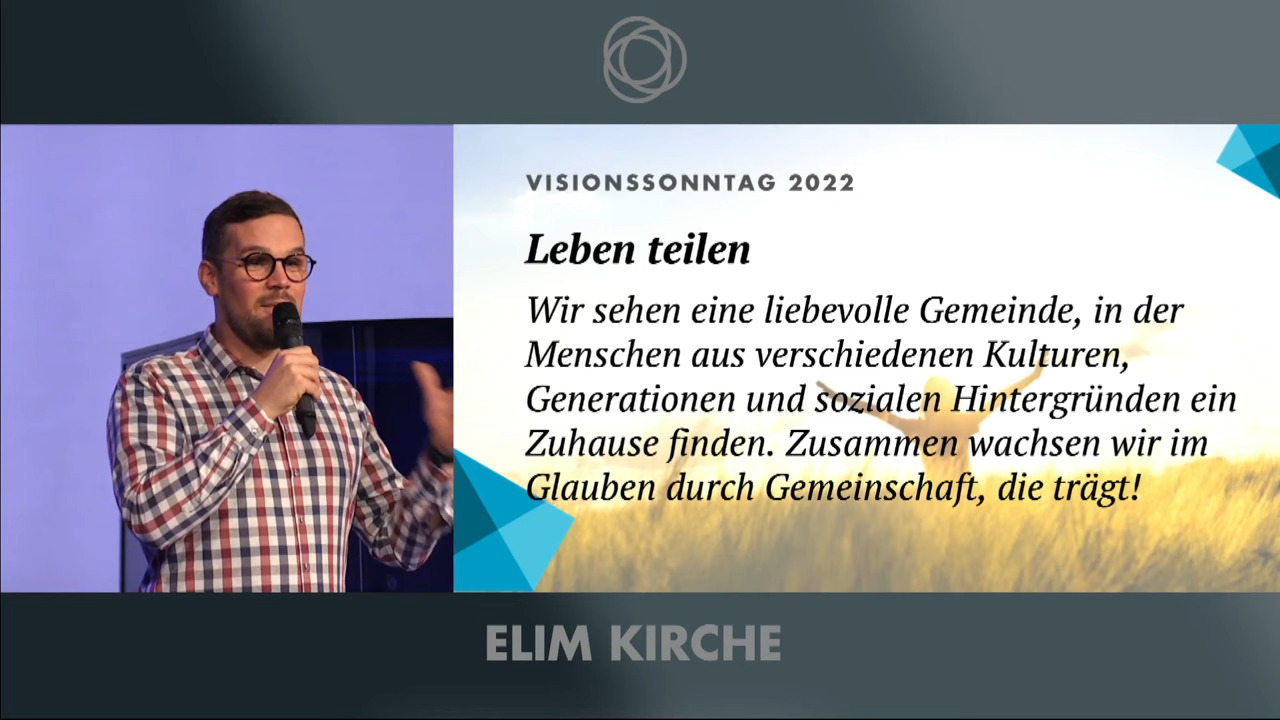 VISIONSSONNTAG 2022
Leben teilen
Wir sehen eine liebevolle Gemeinde, in der
Menschen aus verschiedenen Kulturen,
Generationen und sozialen Hintergründen ein
Zuhause finden. Zusammen wachsen wir im
Glauben durch Gemeinschaft, die trägt!
ELIM KIRCHE